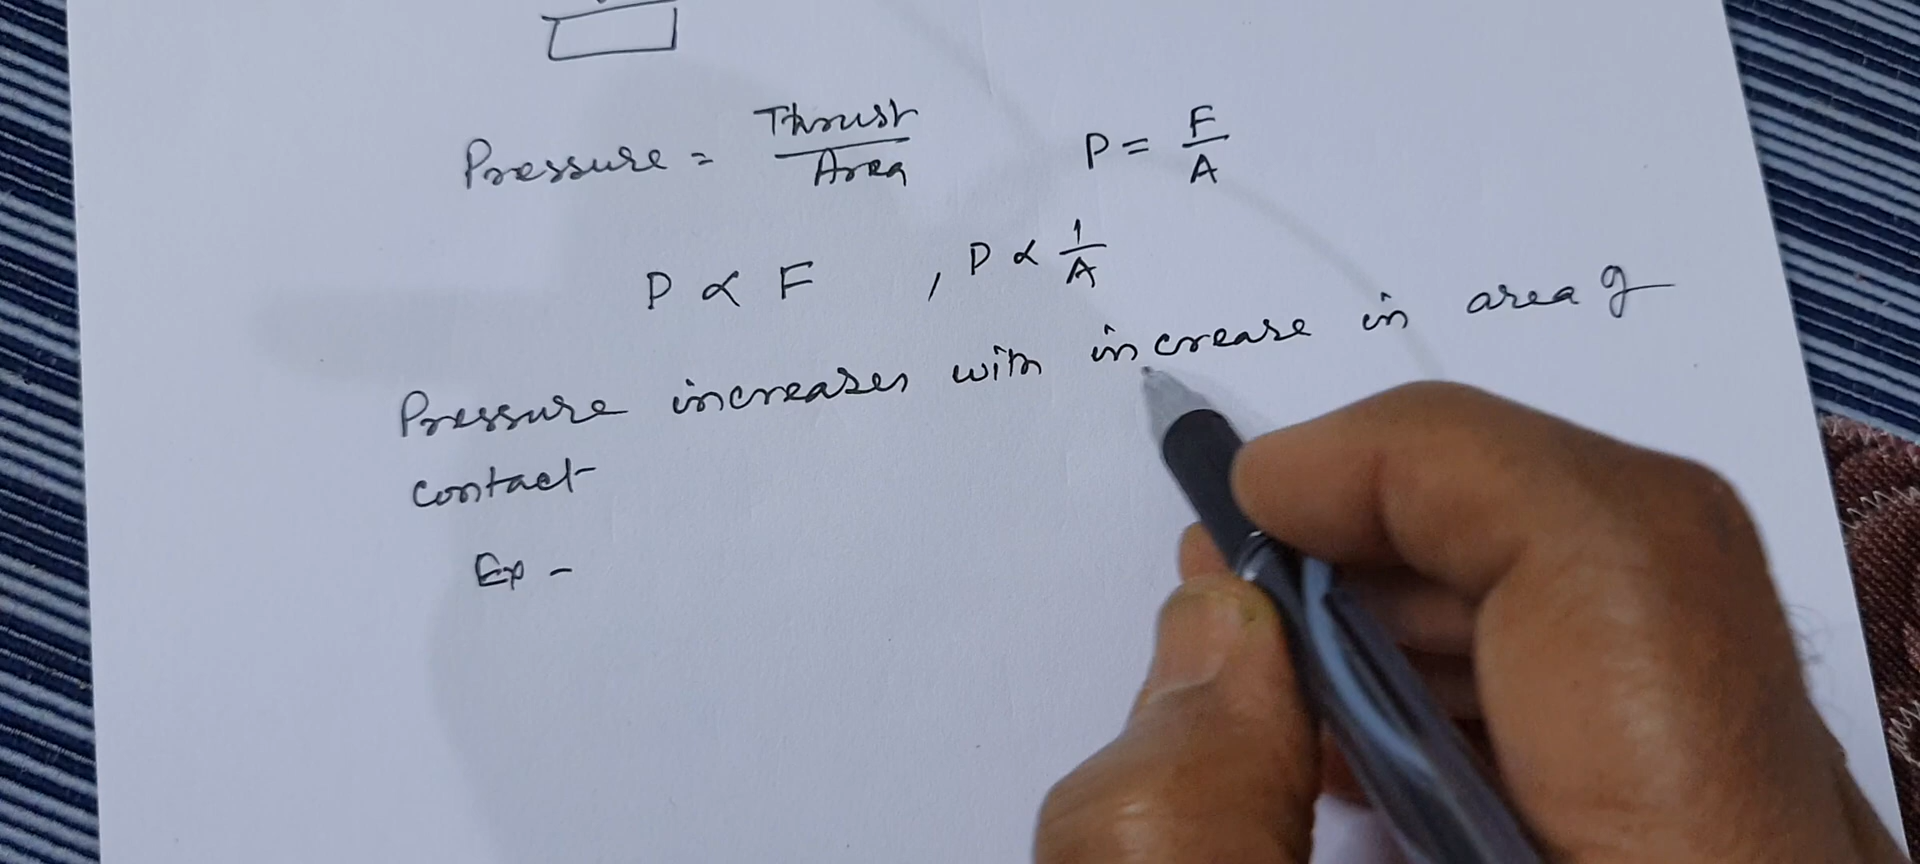 Pressure = Thrust / Area P = F / A
P ∝ F , P ∝ 1 / A
Pressure increases with increase in area of
contact
Ex -